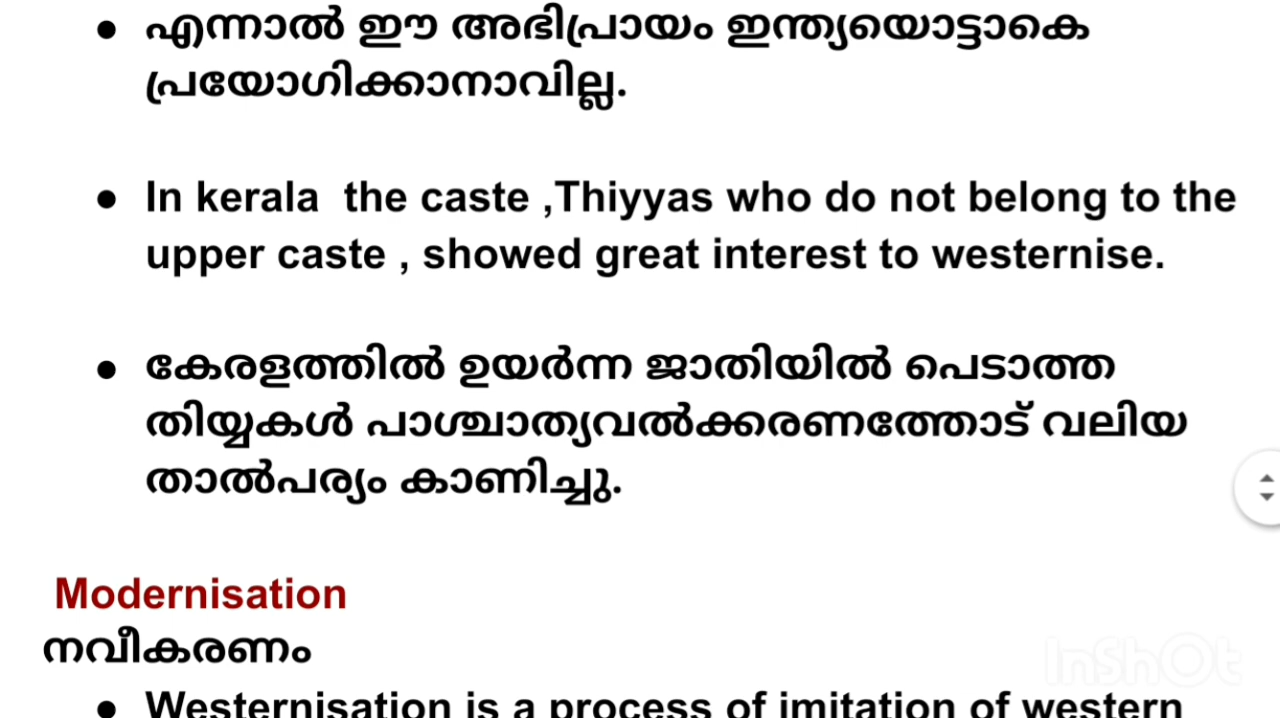 • എന്നാൽ ഈ അഭിപ്രായം ഇന്ത്യയൊട്ടാകെ
പ്രയോഗിക്കാനാവില്ല.
• In kerala  the caste ,Thiyyas who do not belong to the
upper caste , showed great interest to westernise.
• കേരളത്തിൽ ഉയർന്ന ജാതിയിൽ പെടാത്ത
തിയ്യകൾ പാശ്ചാത്യവൽക്കരണത്തോട് വലിയ
താൽപര്യം കാണിച്ചു.
Modernisation
നവീകരണം
• Westernisation is a process of imitation of western
InShOt